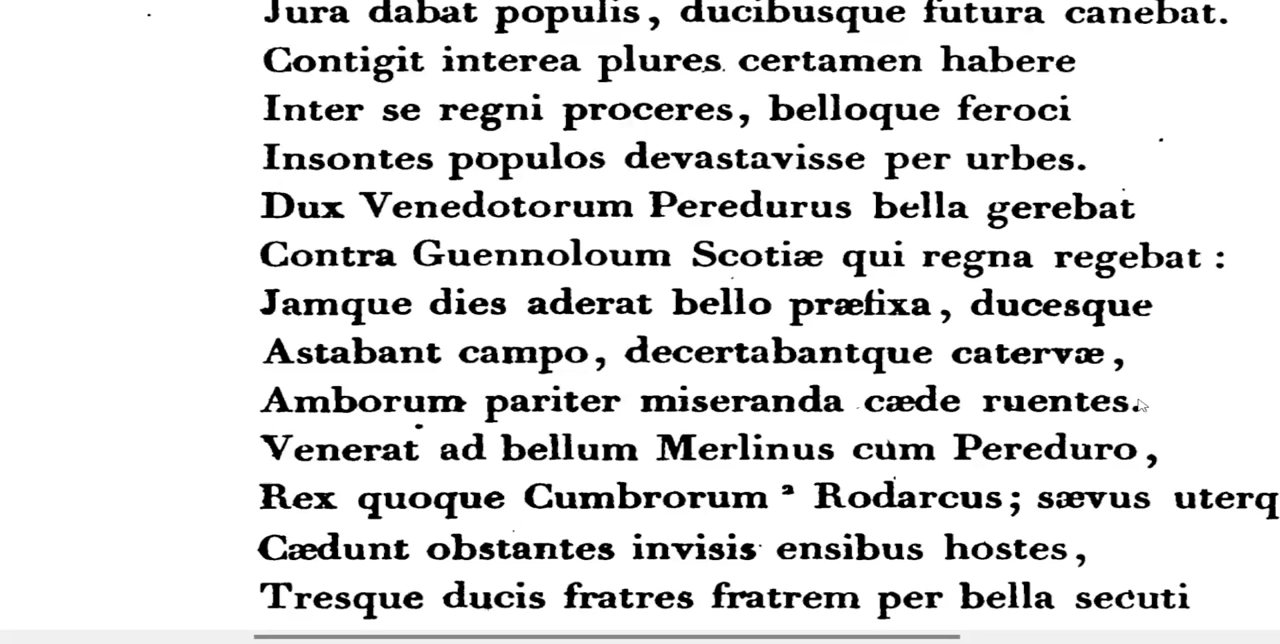 Jura dabat populis, ducibusque futura canebat.
Contigit interea plures certamen habere
Inter se regni proceres, belloque feroci
Insontes populos devastavisse per urbes.
Dux Venedotorum Peredurus bella gerebat
Contra Guennoloum Scotiæ qui regna regebat :
Jamque dies aderat bello præfixa, ducesque
Astabant campo, decertabantque catervæ,
Amborum pariter miseranda cæde ruentes.
Venerat ad bellum Merlinus cum Pereduro,
Rex quoque Cumbrorum ª Rodarcus; sævus uterq
Cædunt obstantes invisis ensibus hostes,
Tresque ducis fratres fratrem per bella secuti